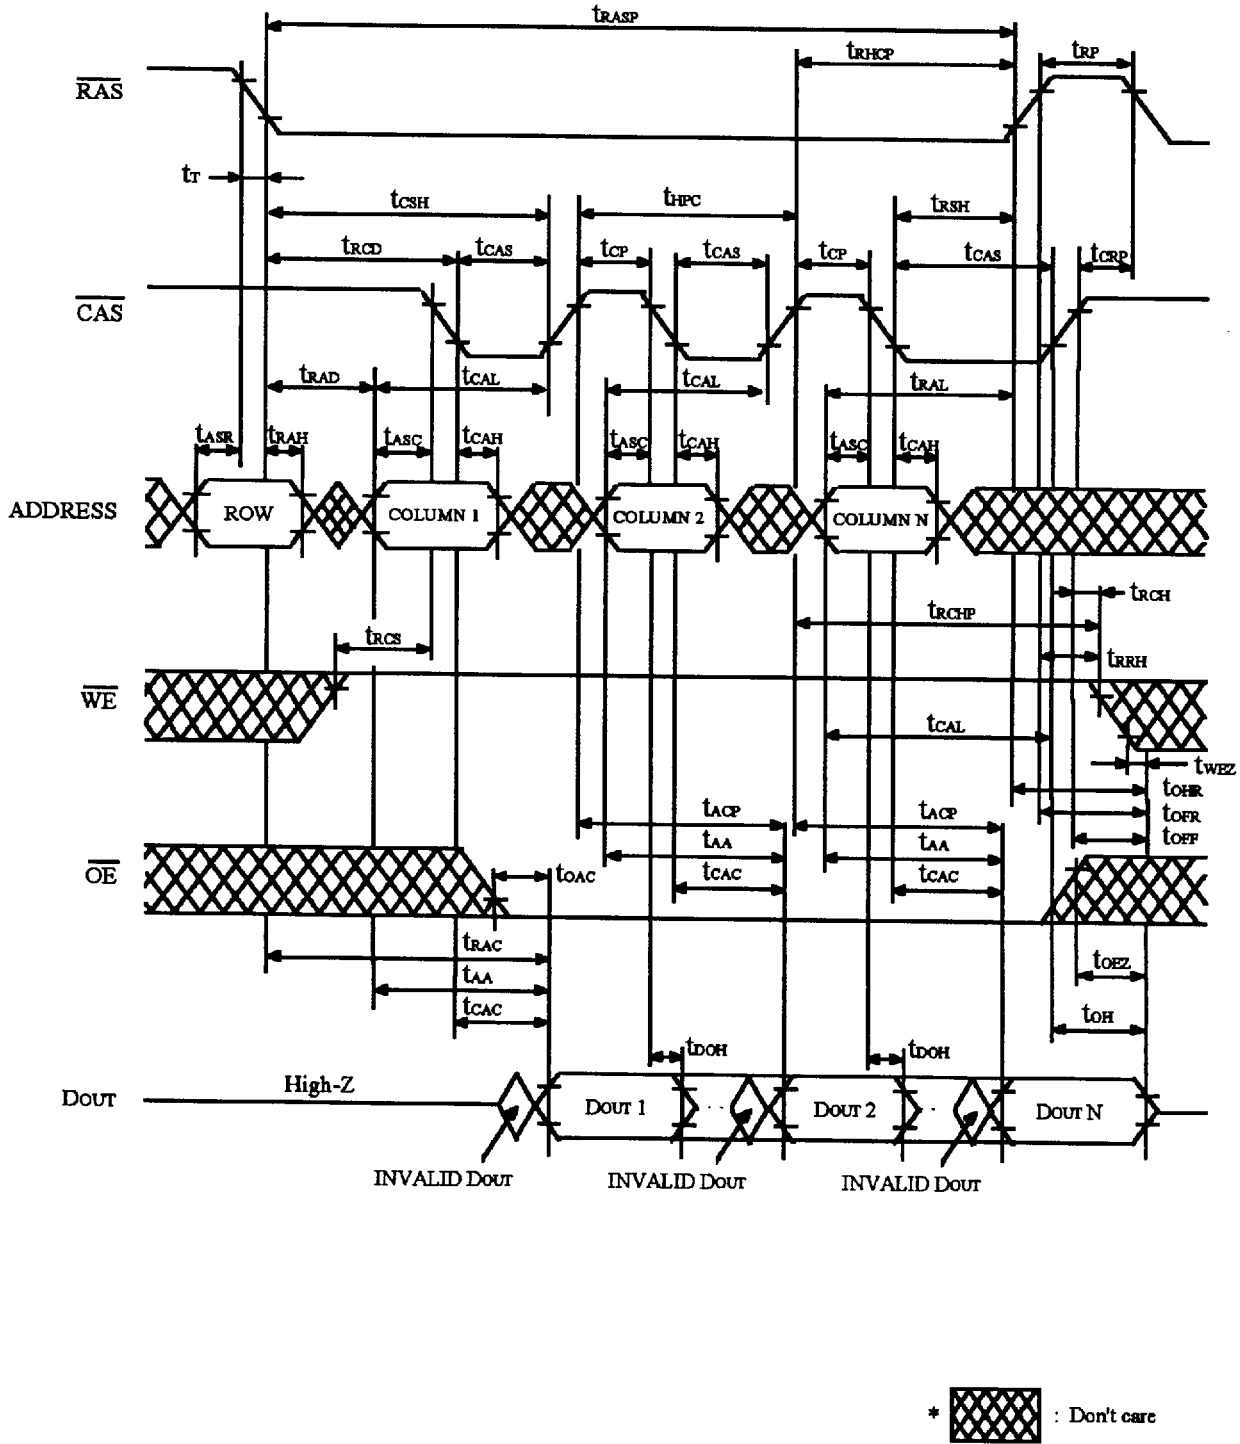 tRASP
tRHCP
tRP
RAS
tT
tCSH
tHPC
tRSH
tRCD
tCAS
tCP
tCAS
tCP
tCAS
tCRP
CAS
tRAD
tCAL
tCAL
tRAL
tASR
tRAH
tASC
tCAH
tASC
tCAH
tASC
tCAH
ADDRESS
ROW
COLUMN 1
COLUMN 2
COLUMN N
tRCH
tRCHP
tRCS
tRRH
WE
tCAL
tWEZ
tOHR
tACP
tACP
tOFR
tAA
tAA
tOFF
OE
tOAC
tCAC
tCAC
tRAC
tOEZ
tAA
tCAC
tOH
tDOH
tDOH
High-Z
DOUT
DOUT 1
DOUT 2
DOUT N
INVALID DOUT
INVALID DOUT
INVALID DOUT
* : Don't care